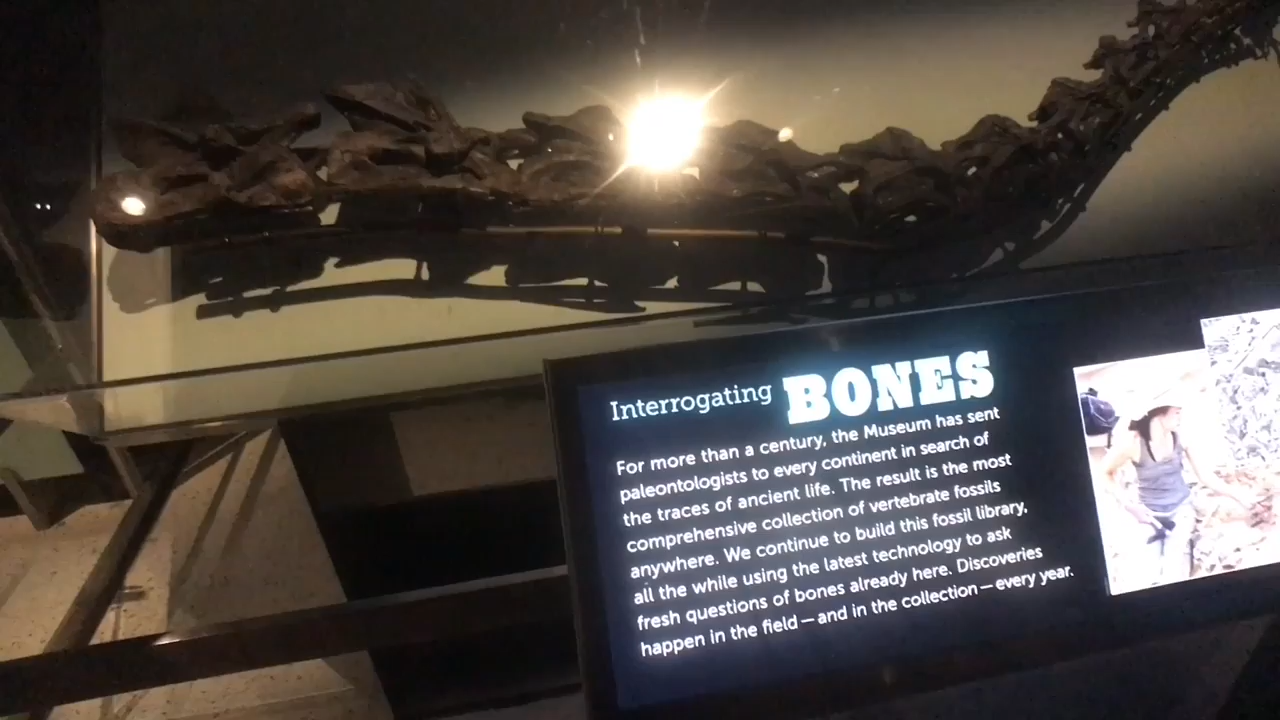 Interrogating BONES
For more than a century, the Museum has sent
paleontologists to every continent in search of
the traces of ancient life. The result is the most
comprehensive collection of vertebrate fossils
anywhere. We continue to build this fossil library,
all the while using the latest technology to ask
fresh questions of bones already here. Discoveries
happen in the field—and in the collection—every year.